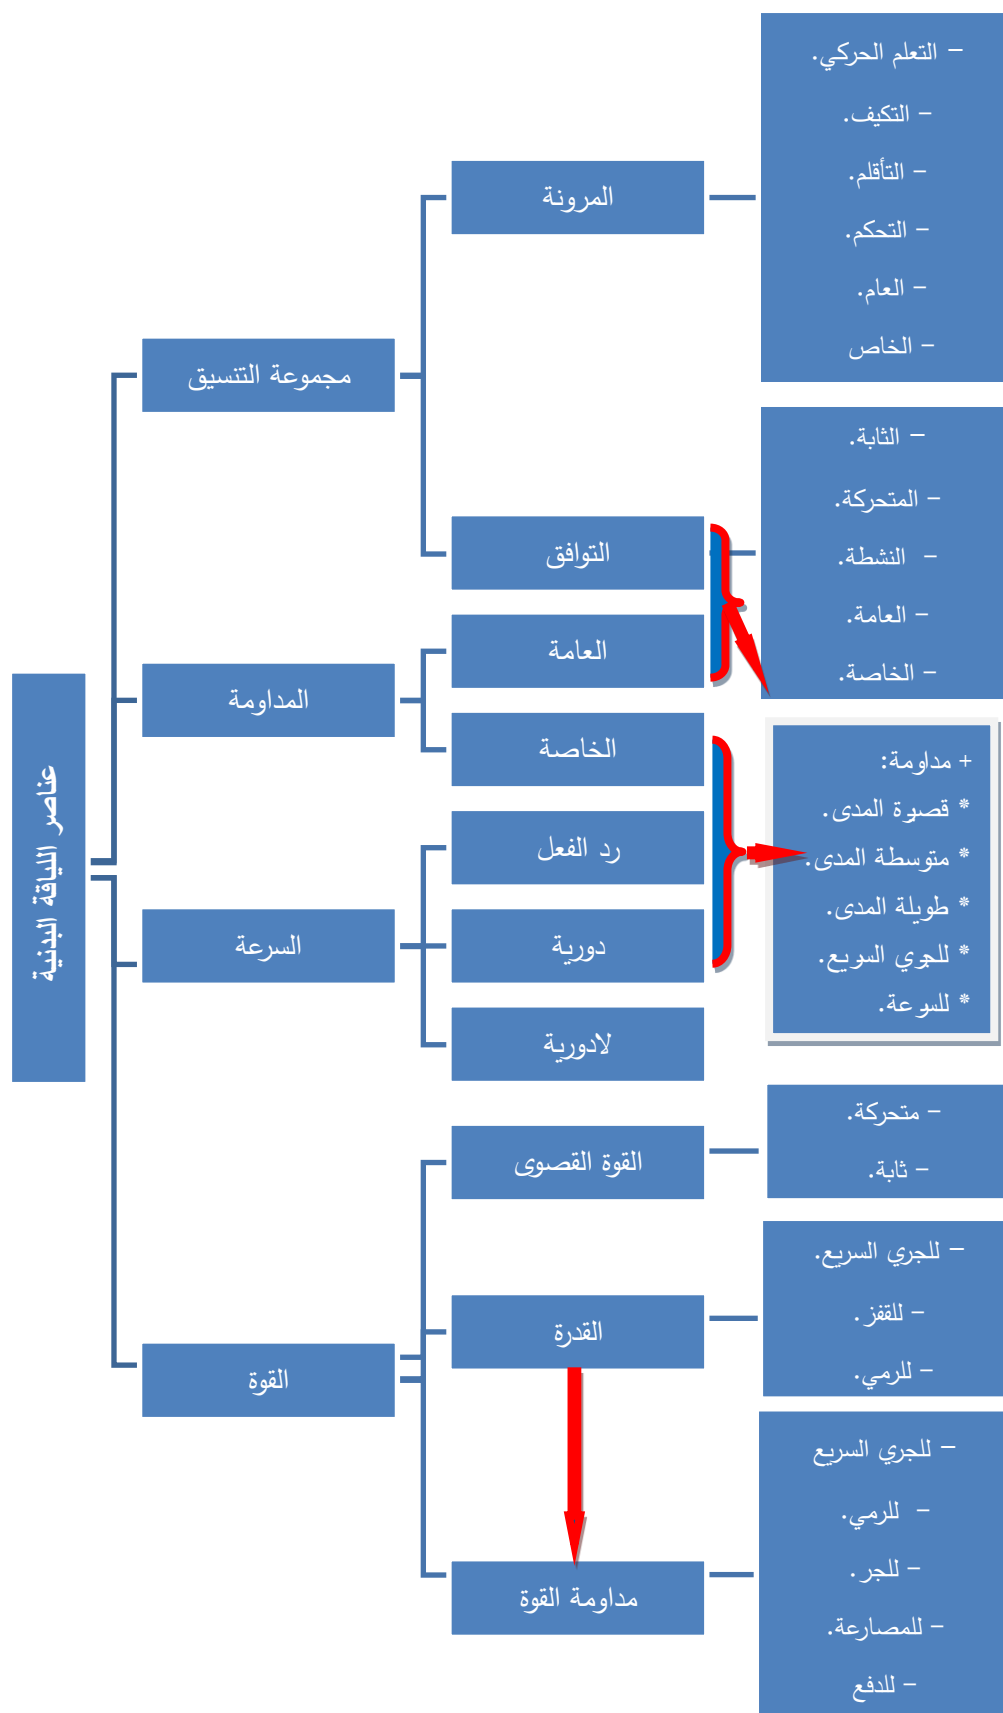 عناصر اللياقة البدنية
مجموعة التنسيق
المرونة
– التعلم الحركي.
– التكيف.
– التأقلم.
– التحكم.
– العام.
– الخاص
التوافق
– الثابة.
– المتحركة.
– النشطة.
– العامة.
– الخاصة.
المداومة
العامة
الخاصة
+ مداومة:
* قصيرة المدى.
* متوسطة المدى.
* طويلة المدى.
* للجري السريع.
* للسرعة.
السرعة
رد الفعل
دورية
لادورية
القوة
القوة القصوى
– متحركة.
– ثابة.
القدرة
– للجري السريع.
– للقفز.
– للرمي.
مداومة القوة
– للجري السريع
– للرمي.
– للجر.
– للمصارعة.
– للدفع